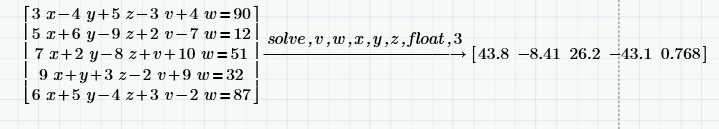 3 x−4 y+5 z−3 v+4 w=90
5 x+6 y−9 z+2 v−7 w=12
7 x+2 y−8 z+v+10 w=51
9 x+y+3 z−2 v+9 w=32
6 x+5 y−4 z+3 v−2 w=87
solve,v,w,x,y,z,float,3
[43.8 −8.41 26.2 −43.1 0.768]